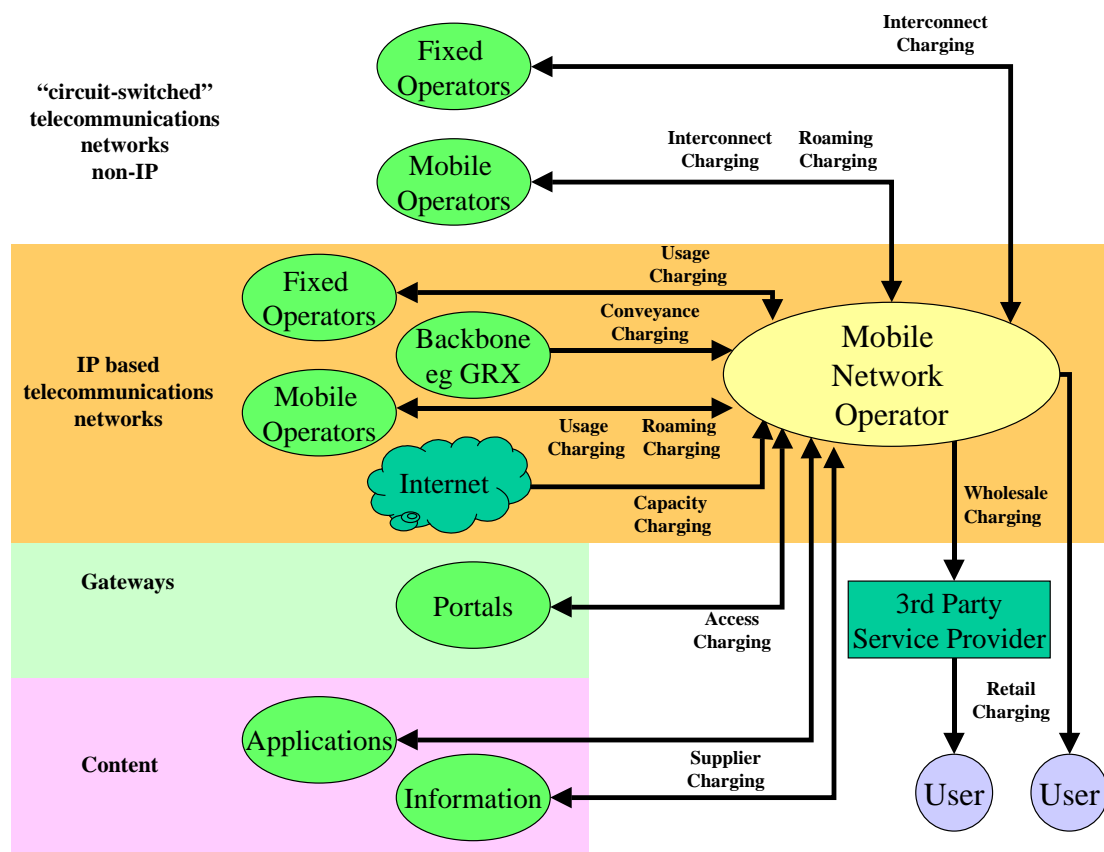 Interconnect
Charging
Fixed
Operators
“circuit-switched”
telecommunications
networks
non-IP
Interconnect
Charging
Roaming
Charging
Mobile
Operators
Usage
Charging
Fixed
Operators
Conveyance
Charging
Backbone
eg GRX
Mobile
Network
Operator
IP based
telecommunications
networks
Mobile
Operators
Usage
Charging
Roaming
Charging
Internet
Capacity
Charging
Wholesale
Charging
Gateways
Portals
Access
Charging
3rd Party
Service Provider
Retail
Charging
Content
Applications
Supplier
Charging
Information
User
User